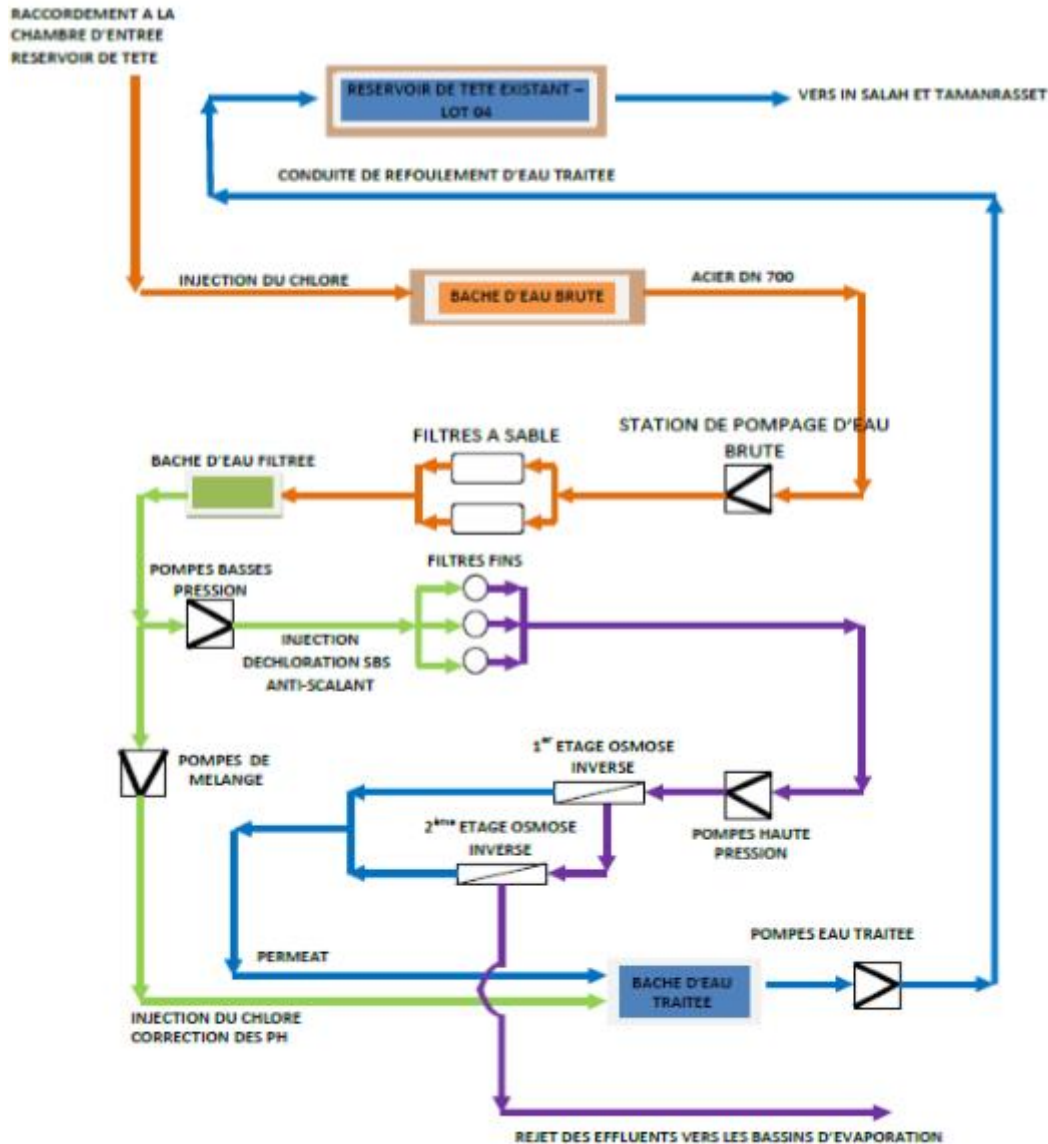 RACCORDEMENT A LA
CHAMBRE D'ENTREE
RESERVOIR DE TETE
RESERVOIR DE TETE EXISTANT –
LOT 04
VERS IN SALAH ET TAMANRASSET
CONDUITE DE REFOULEMENT D'EAU TRAITEE
INJECTION DU CHLORE
BACHE D'EAU BRUTE
ACIER DN 700
STATION DE POMPAGE D'EAU
BRUTE
FILTRES A SABLE
BACHE D'EAU FILTREE
POMPES BASSES
PRESSION
FILTRES FINS
INJECTION
DECHLORATION SBS
ANTI-SCALANT
POMPES DE
MELANGE
1er ETAGE OSMOSE
INVERSE
POMPES HAUTE
PRESSION
2ème ETAGE OSMOSE
INVERSE
PERMEAT
POMPES EAU TRAITEE
BACHE D'EAU
TRAITEE
INJECTION DU CHLORE
CORRECTION DES PH
REJET DES EFFLUENTS VERS LES BASSINS D'EVAPORATION